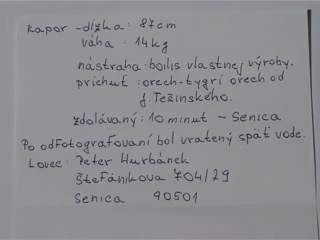 Kapor - dĺžka: 87cm
váha : 14kg
nástraha: boilis vlastnej výroby.
príchuť: orech-tygrí orech od
J. Težinského.
zdolávaný: 10 minut - Senica
Po odfotografovaní bol vratený späť vode.
Lovec: Peter Hurbánek
Štefánikova 704/29
Senica 90501